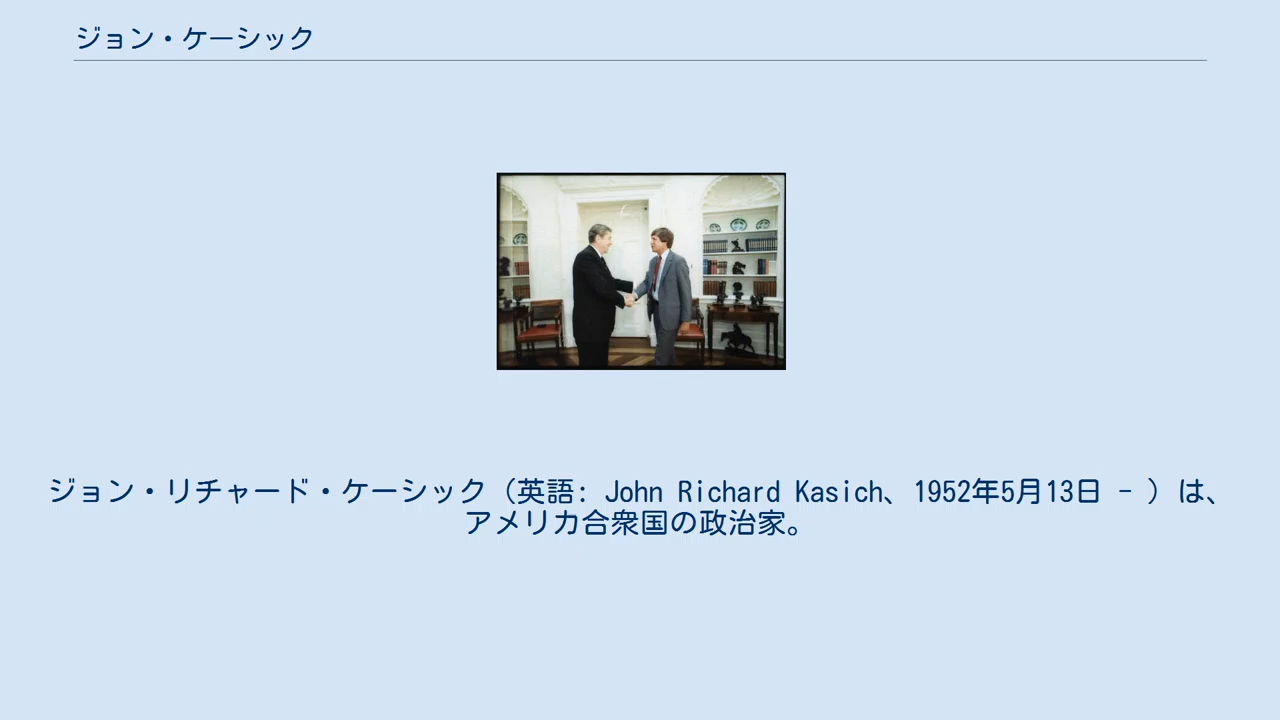 ジョン・ケーシック
ジョン・リチャード・ケーシック（英語: John Richard Kasich、1952年5月13日 - ）は、
アメリカ合衆国の政治家。